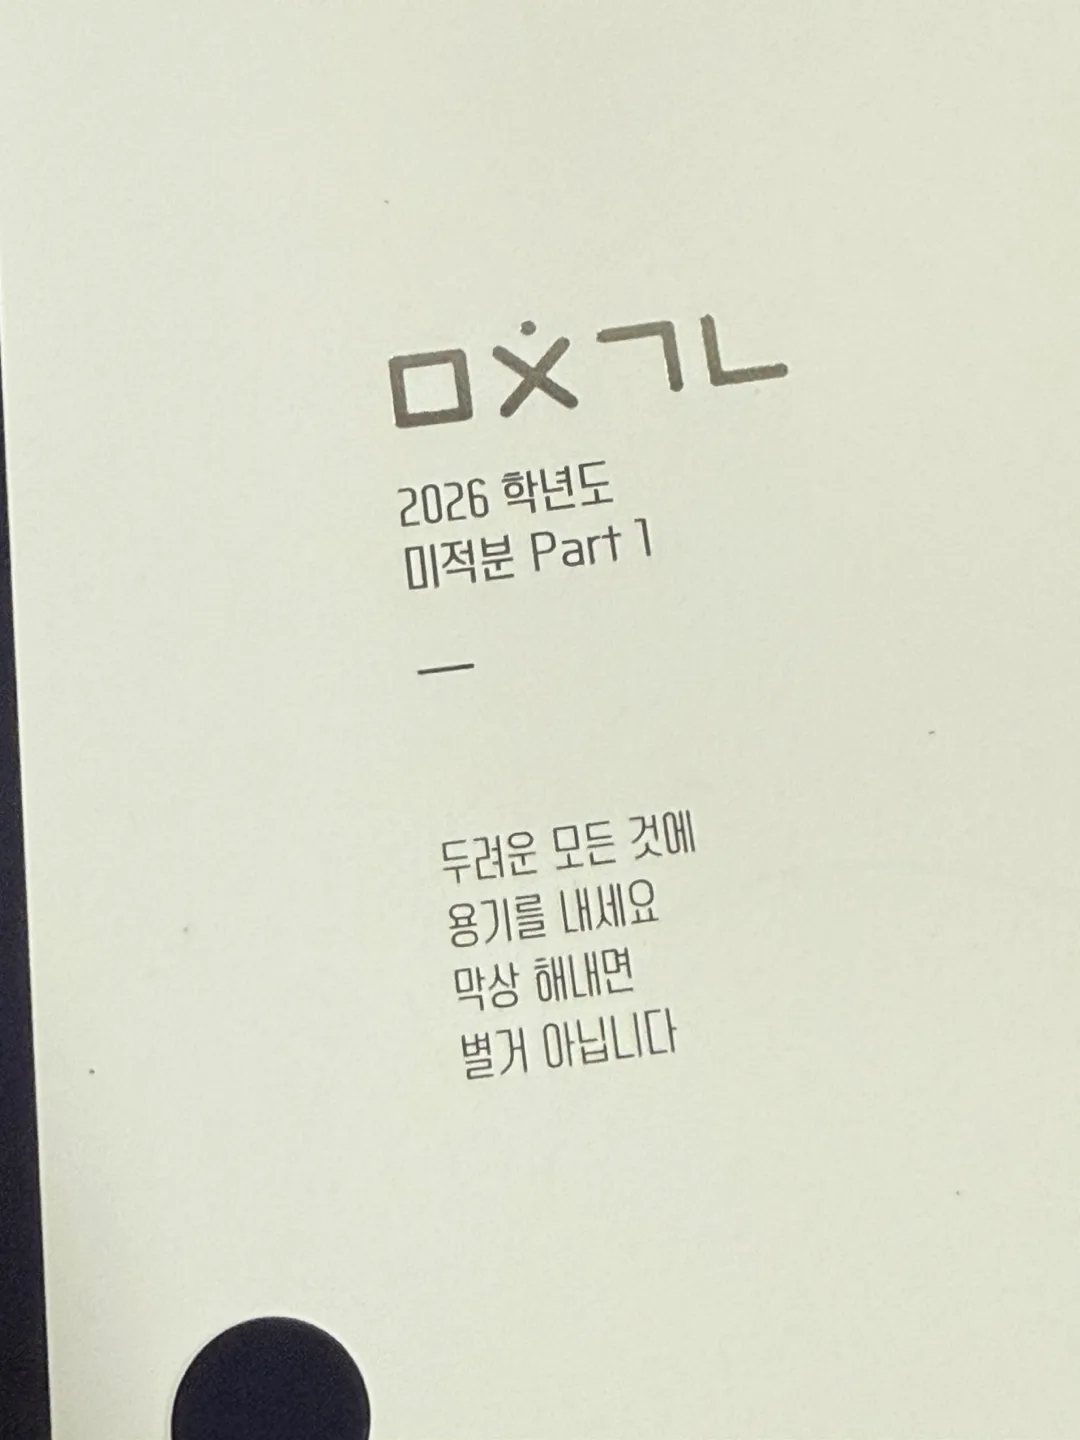 ㅁㅊㄱㄴ
2026 학년도
미적분 Part 1
두려운 모든 것에
용기를 내세요
막상 해내면
별거 아닙니다